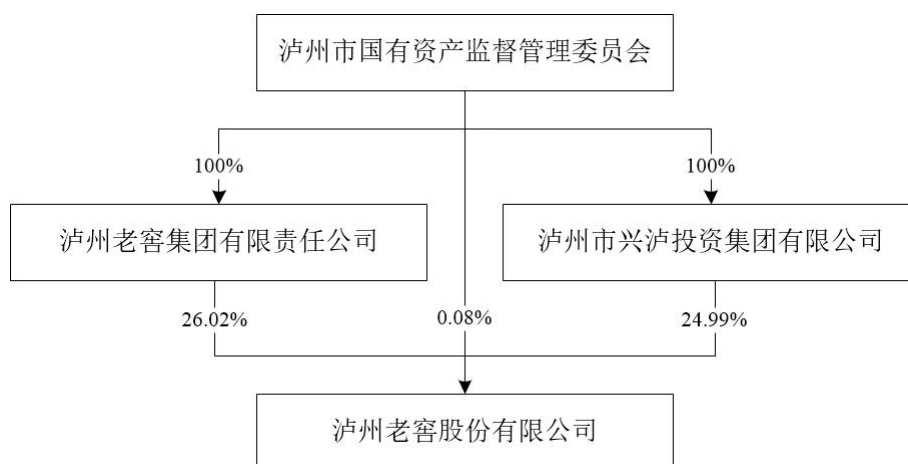 泸州市国有资产监督管理委员会
100%
100%
泸州老窖集团有限责任公司
泸州市兴泸投资集团有限公司
26.02%
0.08%
24.99%
泸州老窖股份有限公司